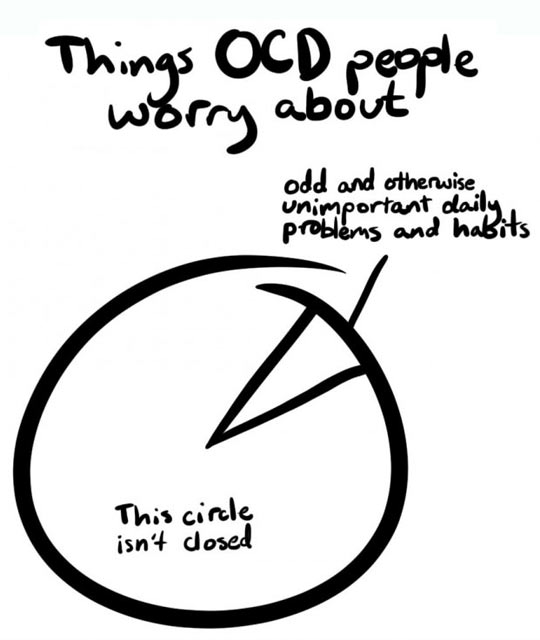 Things OCD people
worry about
odd and otherwise
unimportant daily
problems and habits
This circle
isn't closed